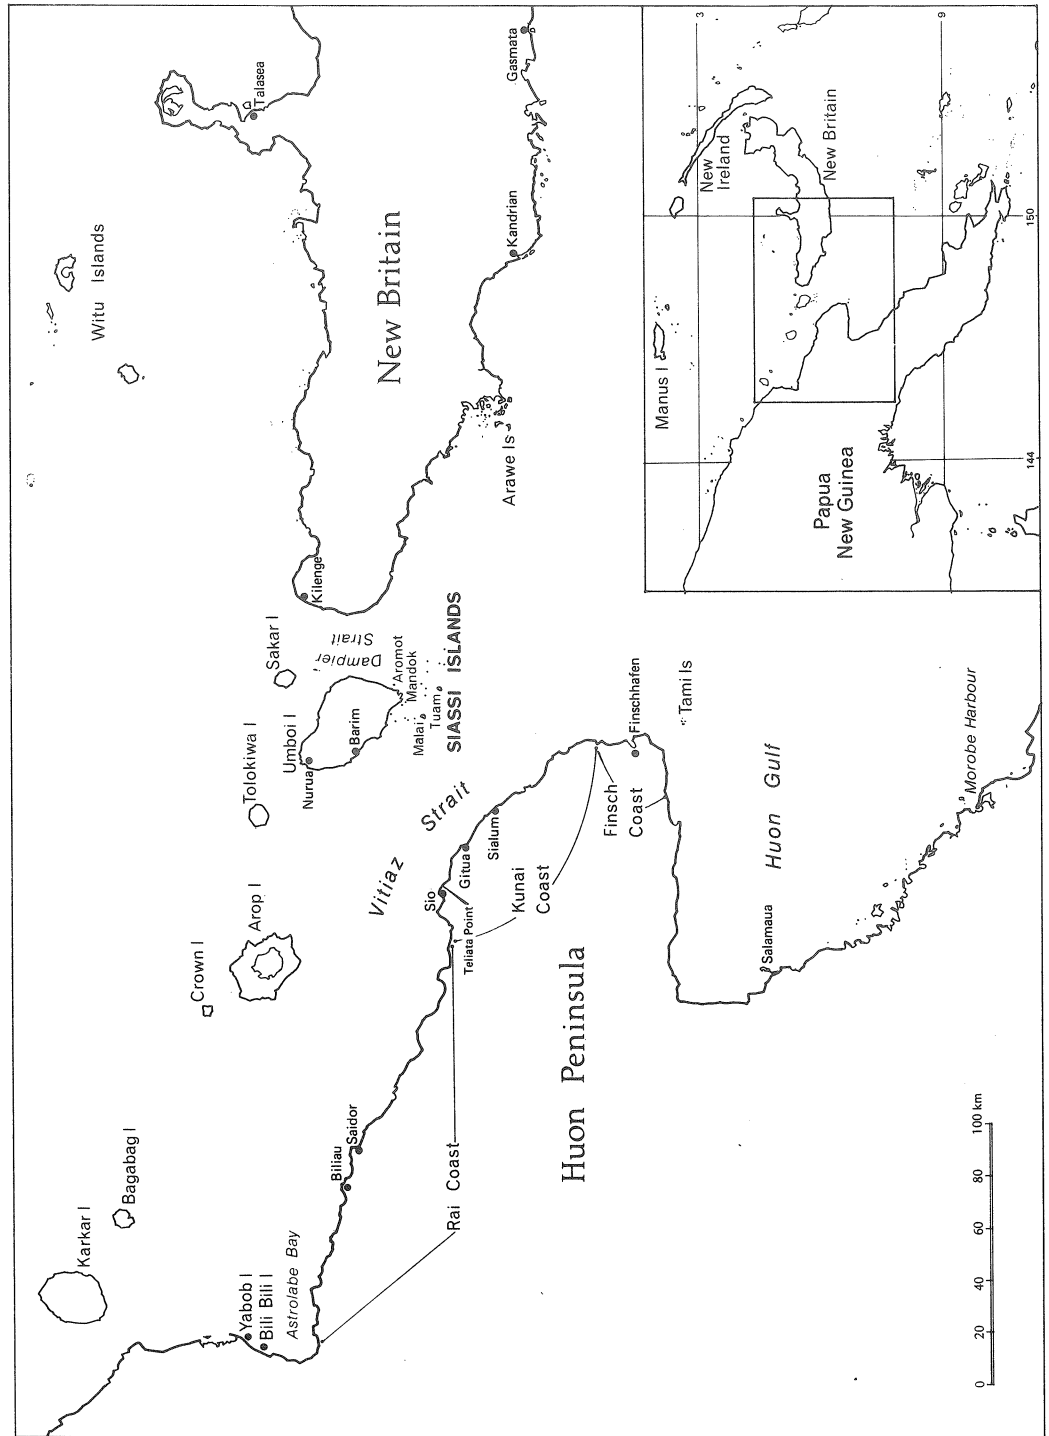 Karkar I
Bagabag I
Crown I
Arop I
Tolokiwa I
Sakar I
Witu Islands
Talasea
Umboi I
Nurua
Barim
Dampier
Strait
Kilenge
New Britain
Aromot
Mandok
Tuam
Malai
SIASSI ISLANDS
Arawe Is
Kandrian
Gasmata
Yabob I
Bili Bili I
Astrolabe Bay
Biliau
Saidor
Rai Coast
Vitiaz Strait
Sio
Teliata Point
Gitua
Sialum
Kunai
Coast
Finsch
Coast
Finschhafen
Tami Is
Huon Peninsula
Huon Gulf
Salamaua
Morobe Harbour
0 20 40 60 80 100 km
Manus I
New
Ireland
New Britain
Papua
New Guinea
3
9
144
150